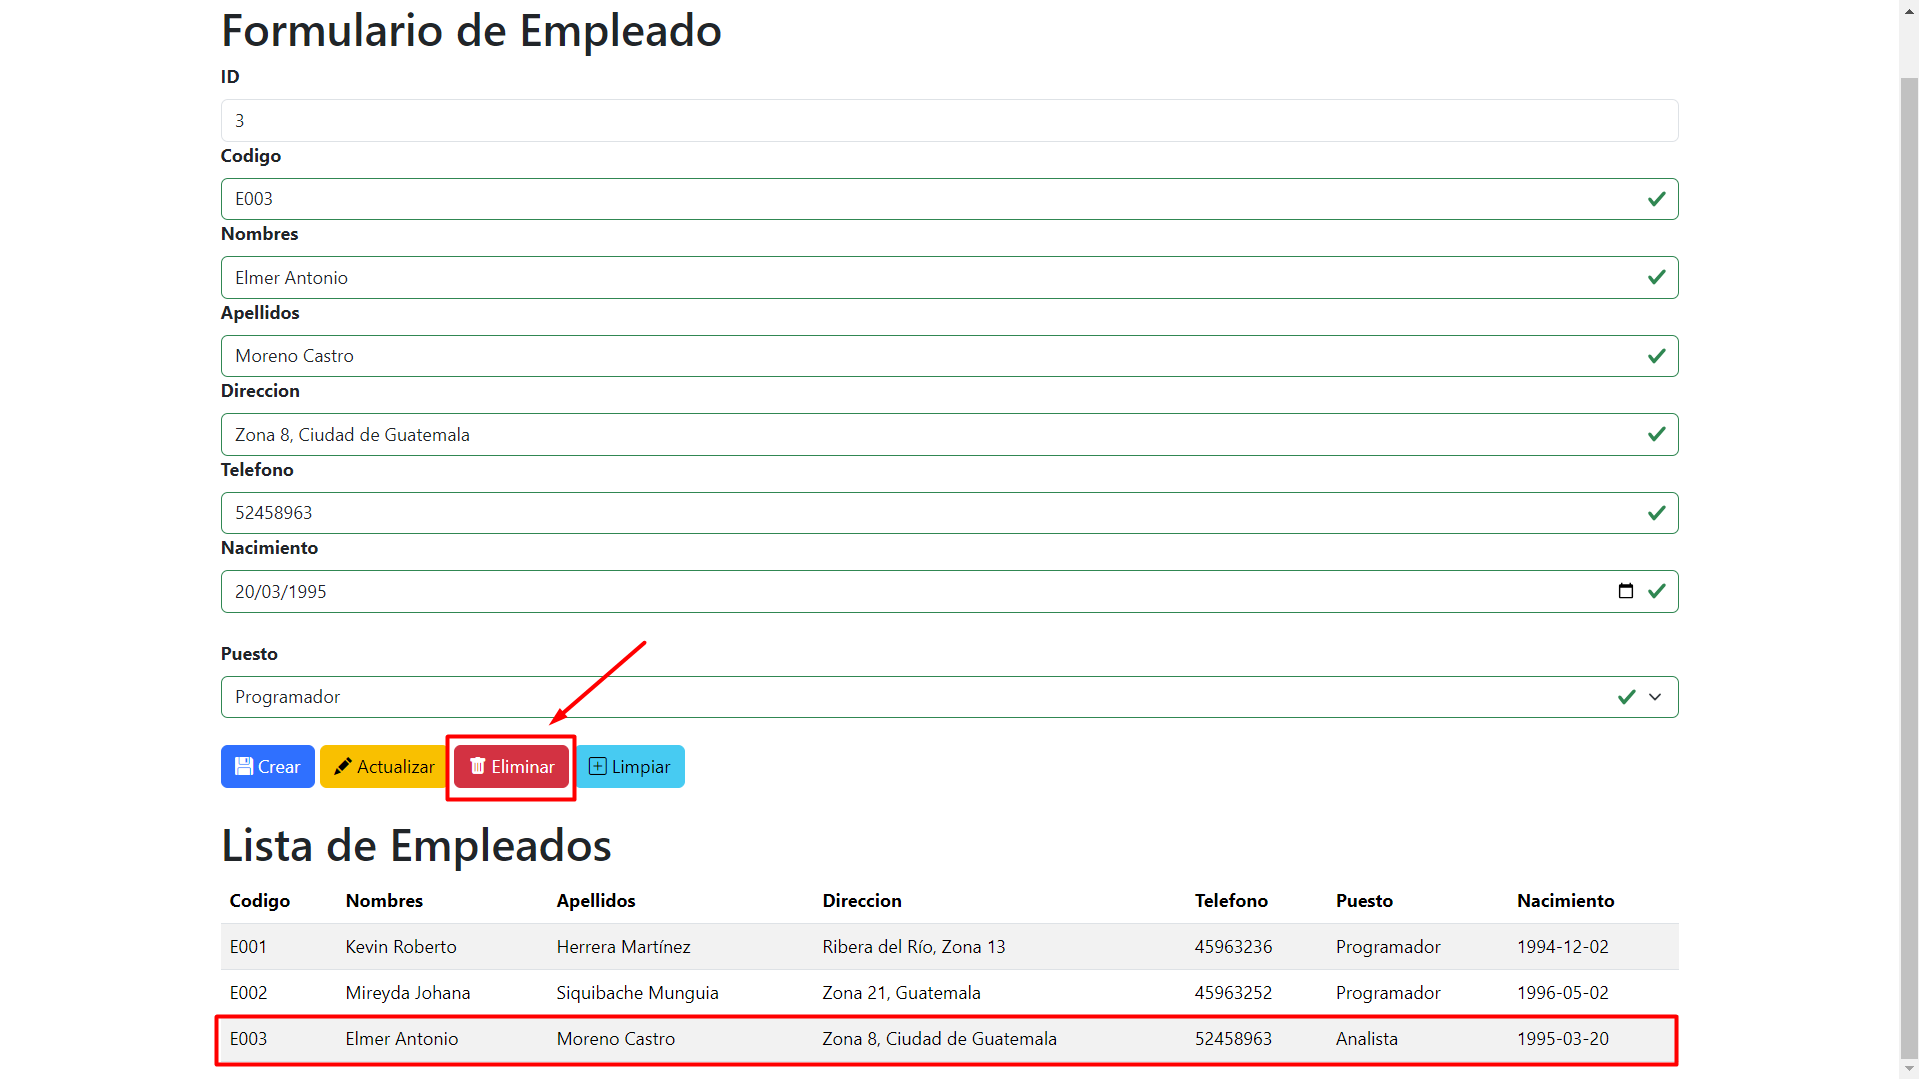 Formulario de Empleado
ID
3
Codigo
E003
Nombres
Elmer Antonio
Apellidos
Moreno Castro
Direccion
Zona 8, Ciudad de Guatemala
Telefono
52458963
Nacimiento
20/03/1995
Puesto
Programador
Crear Actualizar Eliminar Limpiar
Lista de Empleados
Codigo Nombres Apellidos Direccion Telefono Puesto Nacimiento
E001 Kevin Roberto Herrera Martínez Ribera del Río, Zona 13 45963236 Programador 1994-12-02
E002 Mireyda Johana Siquibache Munguia Zona 21, Guatemala 45963252 Programador 1996-05-02
E003 Elmer Antonio Moreno Castro Zona 8, Ciudad de Guatemala 52458963 Analista 1995-03-20